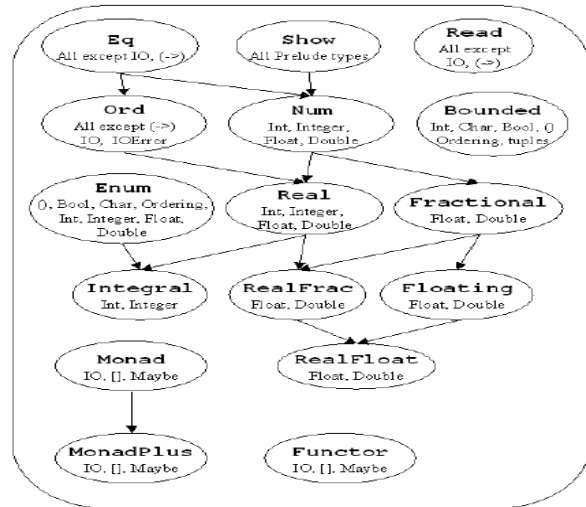 Eq
All except IO, (->)
Show
All Prelude types
Read
All except
IO, (->)
Ord
All except (->)
IO, IOError
Num
Int, Integer,
Float, Double
Bounded
Int, Char, Bool, ()
Ordering, tuples
Enum
(), Bool, Char, Ordering,
Int, Integer, Float,
Double
Real
Int, Integer,
Float, Double
Fractional
Float, Double
Integral
Int, Integer
RealFrac
Float, Double
Floating
Float, Double
Monad
IO, [], Maybe
RealFloat
Float, Double
MonadPlus
IO, [], Maybe
Functor
IO, [], Maybe